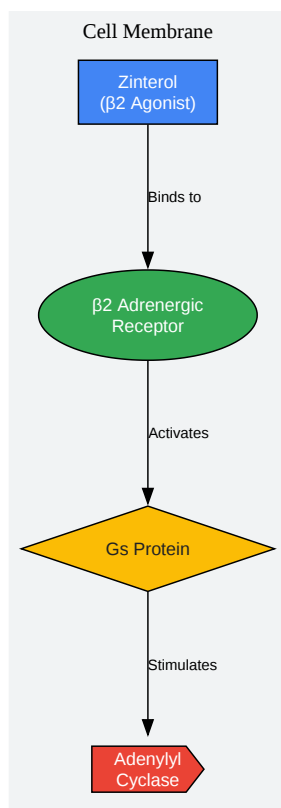 Cell Membrane
Zinterol
(β2 Agonist)
Binds to
β2 Adrenergic
Receptor
Activates
Gs Protein
Stimulates
Adenylyl
Cyclase